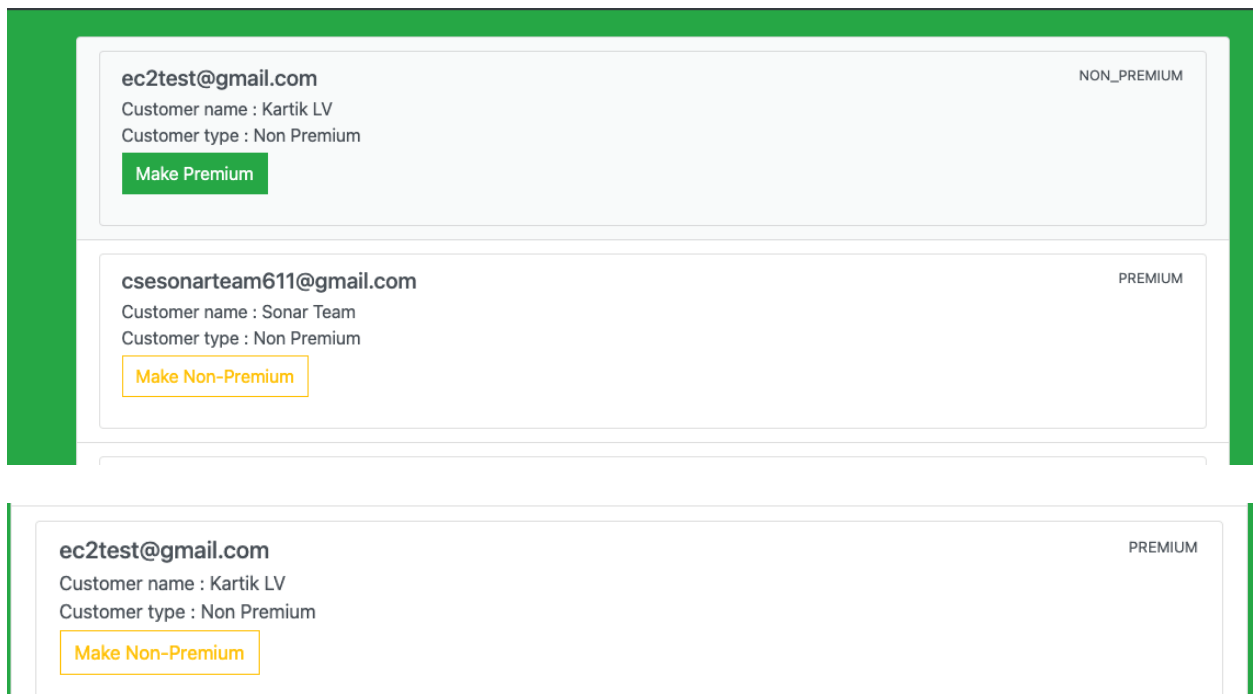 ec2test@gmail.com NON_PREMIUM
Customer name : Kartik LV
Customer type : Non Premium
Make Premium
csesonarteam611@gmail.com PREMIUM
Customer name : Sonar Team
Customer type : Non Premium
Make Non-Premium
ec2test@gmail.com PREMIUM
Customer name : Kartik LV
Customer type : Non Premium
Make Non-Premium